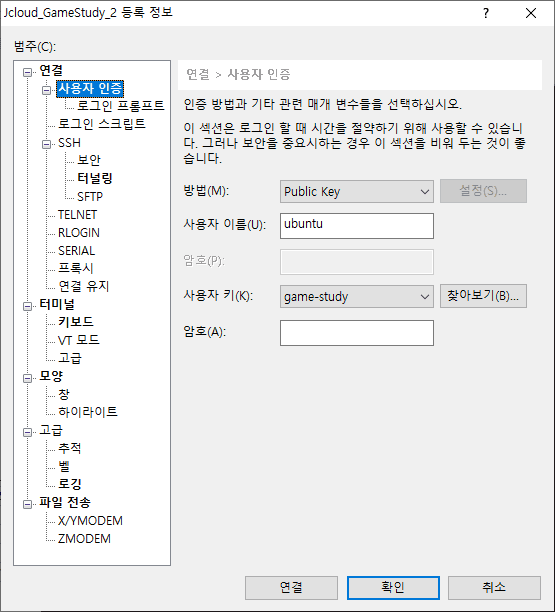 Jcloud_GameStudy_2 등록 정보
?
범주(C):
연결
사용자 인증
로그인 프롬프트
로그인 스크립트
SSH
보안
터널링
SFTP
TELNET
RLOGIN
SERIAL
프록시
연결 유지
터미널
키보드
VT 모드
고급
모양
창
하이라이트
고급
추적
벨
로깅
파일 전송
X/YMODEM
ZMODEM
연결 > 사용자 인증
인증 방법과 기타 관련 매개 변수들을 선택하십시오.
이 섹션은 로그인 할 때 시간을 절약하기 위해 사용할 수 있습니
다. 그러나 보안을 중요시하는 경우 이 섹션을 비워 두는 것이 좋
습니다.
방법(M): Public Key 설정(S)...
사용자 이름(U): ubuntu
암호(P):
사용자 키(K): game-study 찾아보기(B)...
암호(A):
연결 확인 취소